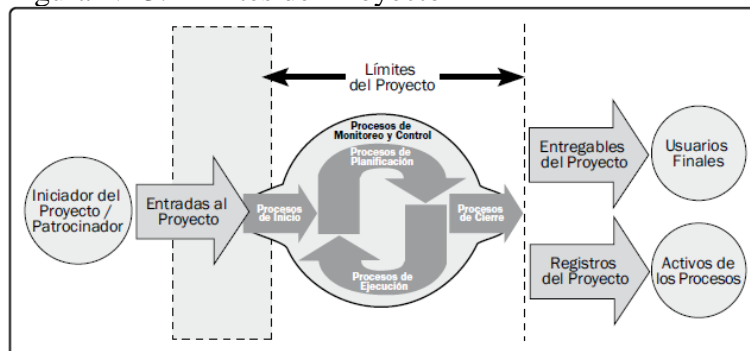 Límites
del Proyecto
Procesos de
Monitoreo y Control
Procesos de
Planificación
Iniciador del
Proyecto /
Patrocinador
Entradas al
Proyecto
Procesos
de Inicio
Procesos
de Cierre
Procesos de
Ejecución
Entregables
del Proyecto
Usuarios
Finales
Registros
del Proyecto
Activos de
los Procesos